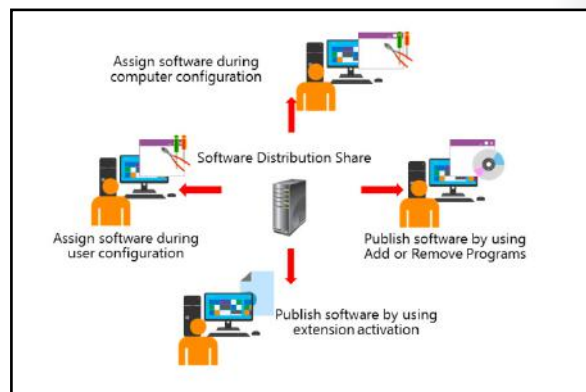 Assign software during
computer configuration
Software Distribution Share
Assign software during
user configuration
Publish software by using
Add or Remove Programs
Publish software by using
extension activation